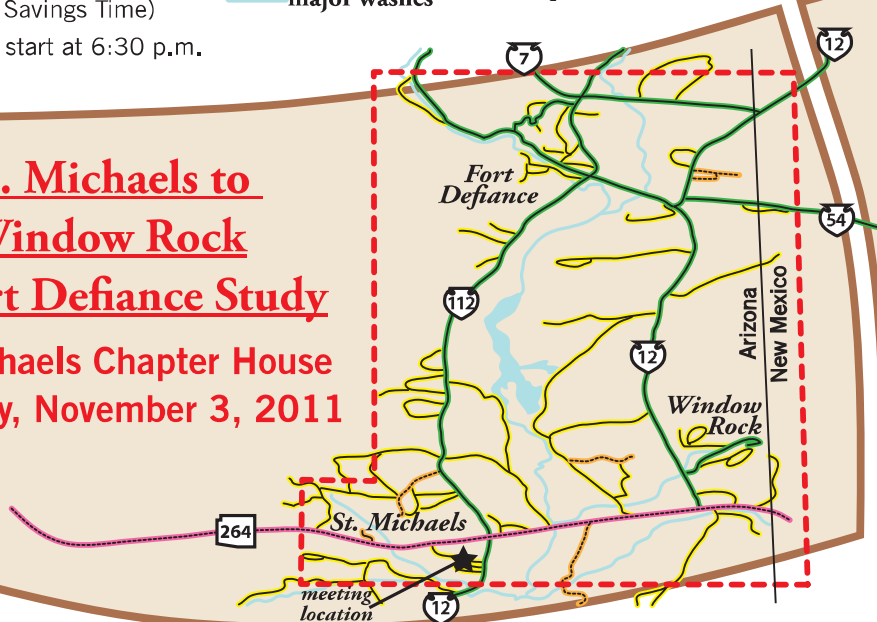 Savings Time)
start at 6:30 p.m.
major washes
. Michaels to
Window Rock
rt Defiance Study
haels Chapter House
y, November 3, 2011
7
12
Fort
Defiance
54
112
Arizona
New Mexico
12
Window
Rock
264
St. Michaels
meeting
location
12